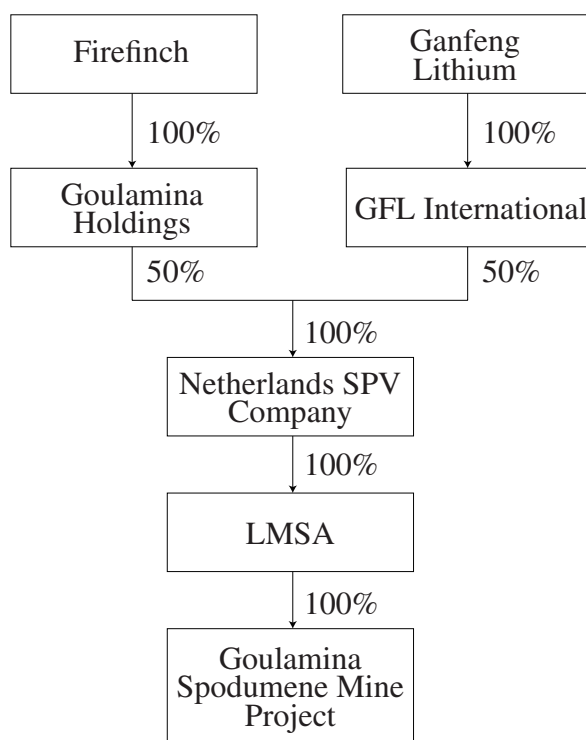 Firefinch
Ganfeng
Lithium
100%
100%
Goulamina
Holdings
GFL International
50%
50%
100%
Netherlands SPV
Company
100%
LMSA
100%
Goulamina
Spodumene Mine
Project